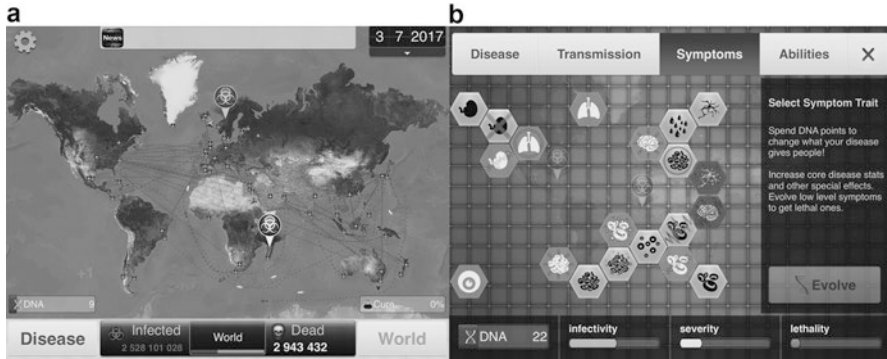 a
News
3 7 2017
+1
DNA 9
Cure... 0%
Disease
Infected
2 528 101 028
World
Dead
2 943 432
World
b
Disease
Transmission
Symptoms
Abilities
X
Select Symptom Trait
Spend DNA points to
change what your disease
gives people!
Increase core disease stats
and other special effects.
Evolve low level symptoms
to get lethal ones.
Evolve
DNA 22
infectivity
severity
lethality